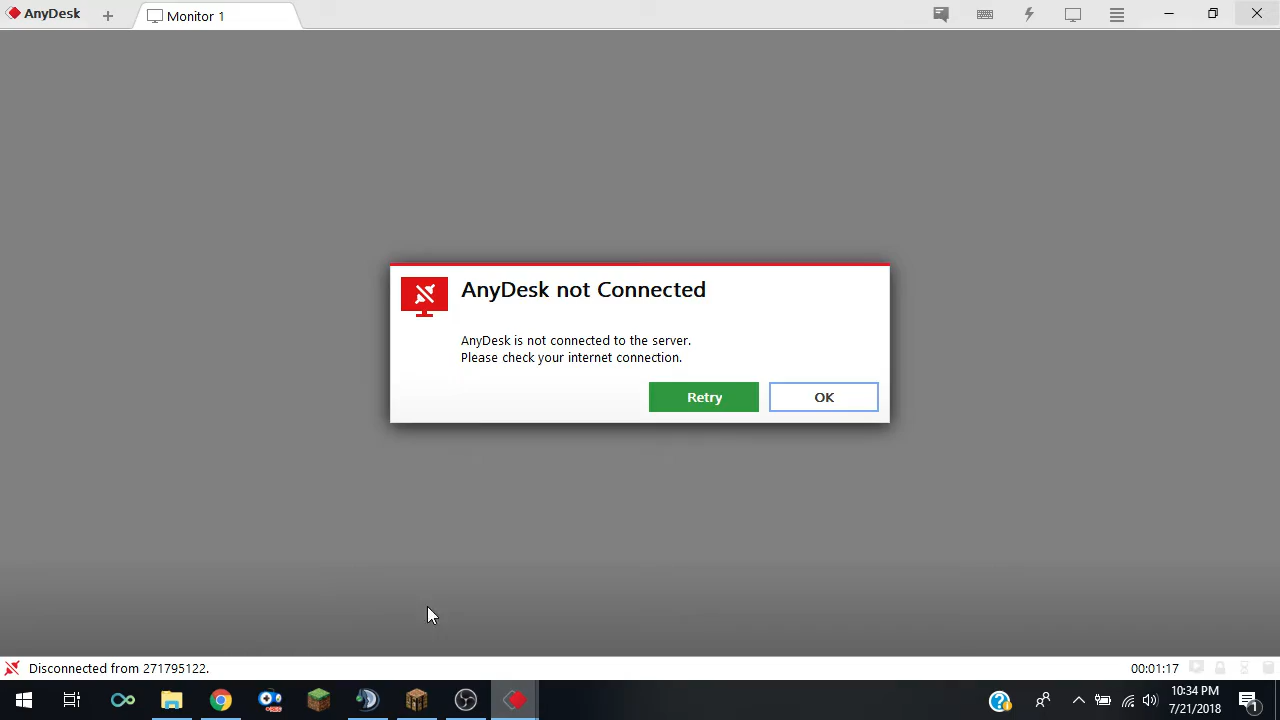 AnyDesk
Monitor 1
AnyDesk not Connected
AnyDesk is not connected to the server.
Please check your internet connection.
Retry
OK
Disconnected from 271795122.
00:01:17
10:34 PM
7/21/2018
1